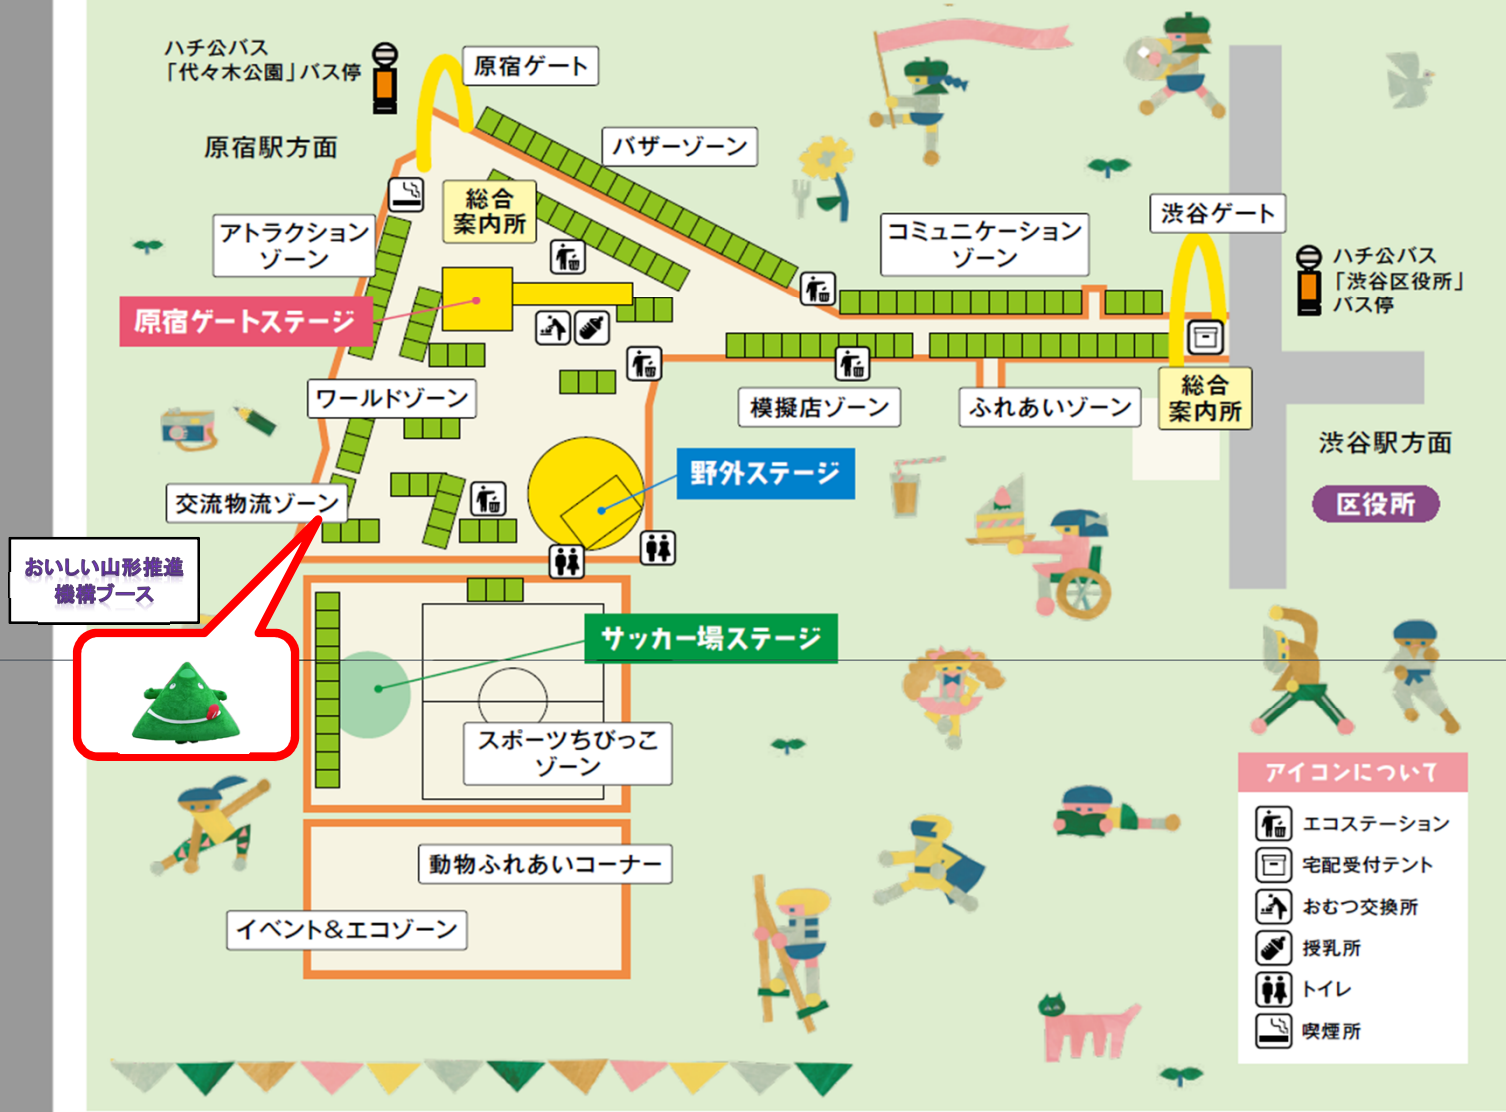 ハチ公バス
「代々木公園」バス停
原宿ゲート
原宿駅方面
バザーゾーン
総合
案内所
アトラクション
ゾーン
コミュニケーション
ゾーン
渋谷ゲート
ハチ公バス
「渋谷区役所」
バス停
原宿ゲートステージ
ワールドゾーン
模擬店ゾーン
ふれあいゾーン
総合
案内所
渋谷駅方面
野外ステージ
区役所
交流物流ゾーン
おいしい山形推進
機構ブース
サッカー場ステージ
スポーツちびっこ
ゾーン
動物ふれあいコーナー
イベント&エコゾーン
アイコンについて
エコステーション
宅配受付テント
おむつ交換所
授乳所
トイレ
喫煙所